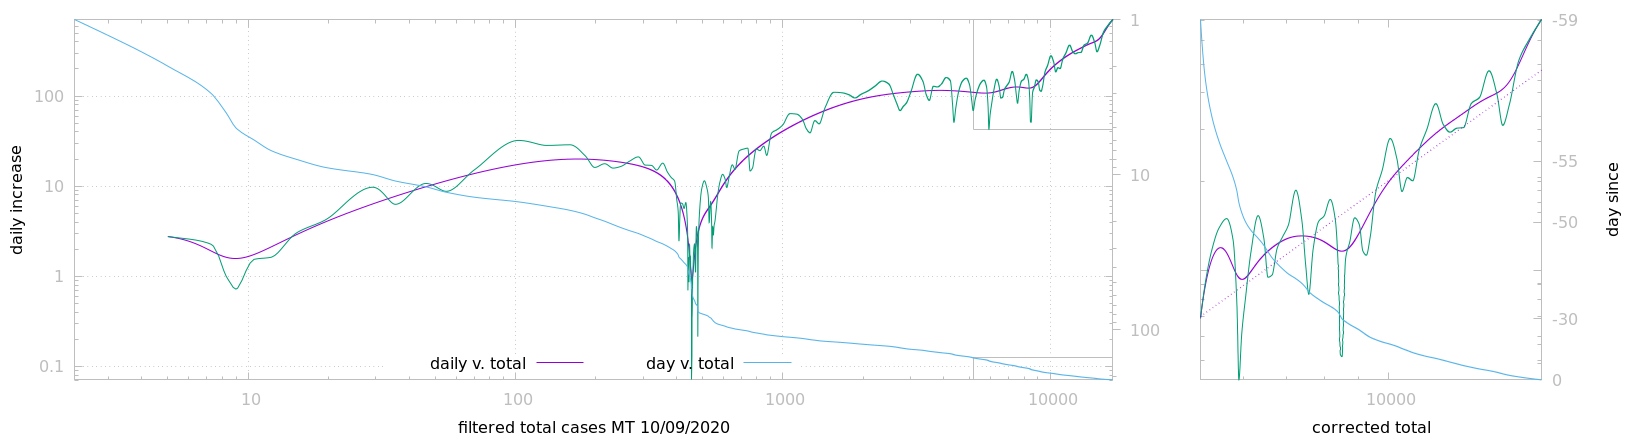 daily increase
100
10
1
0.1
10
100
1000
10000
1
10
100
daily v. total
day v. total
filtered total cases MT 10/09/2020
-59
-55
-50
-30
0
day since
10000
corrected total